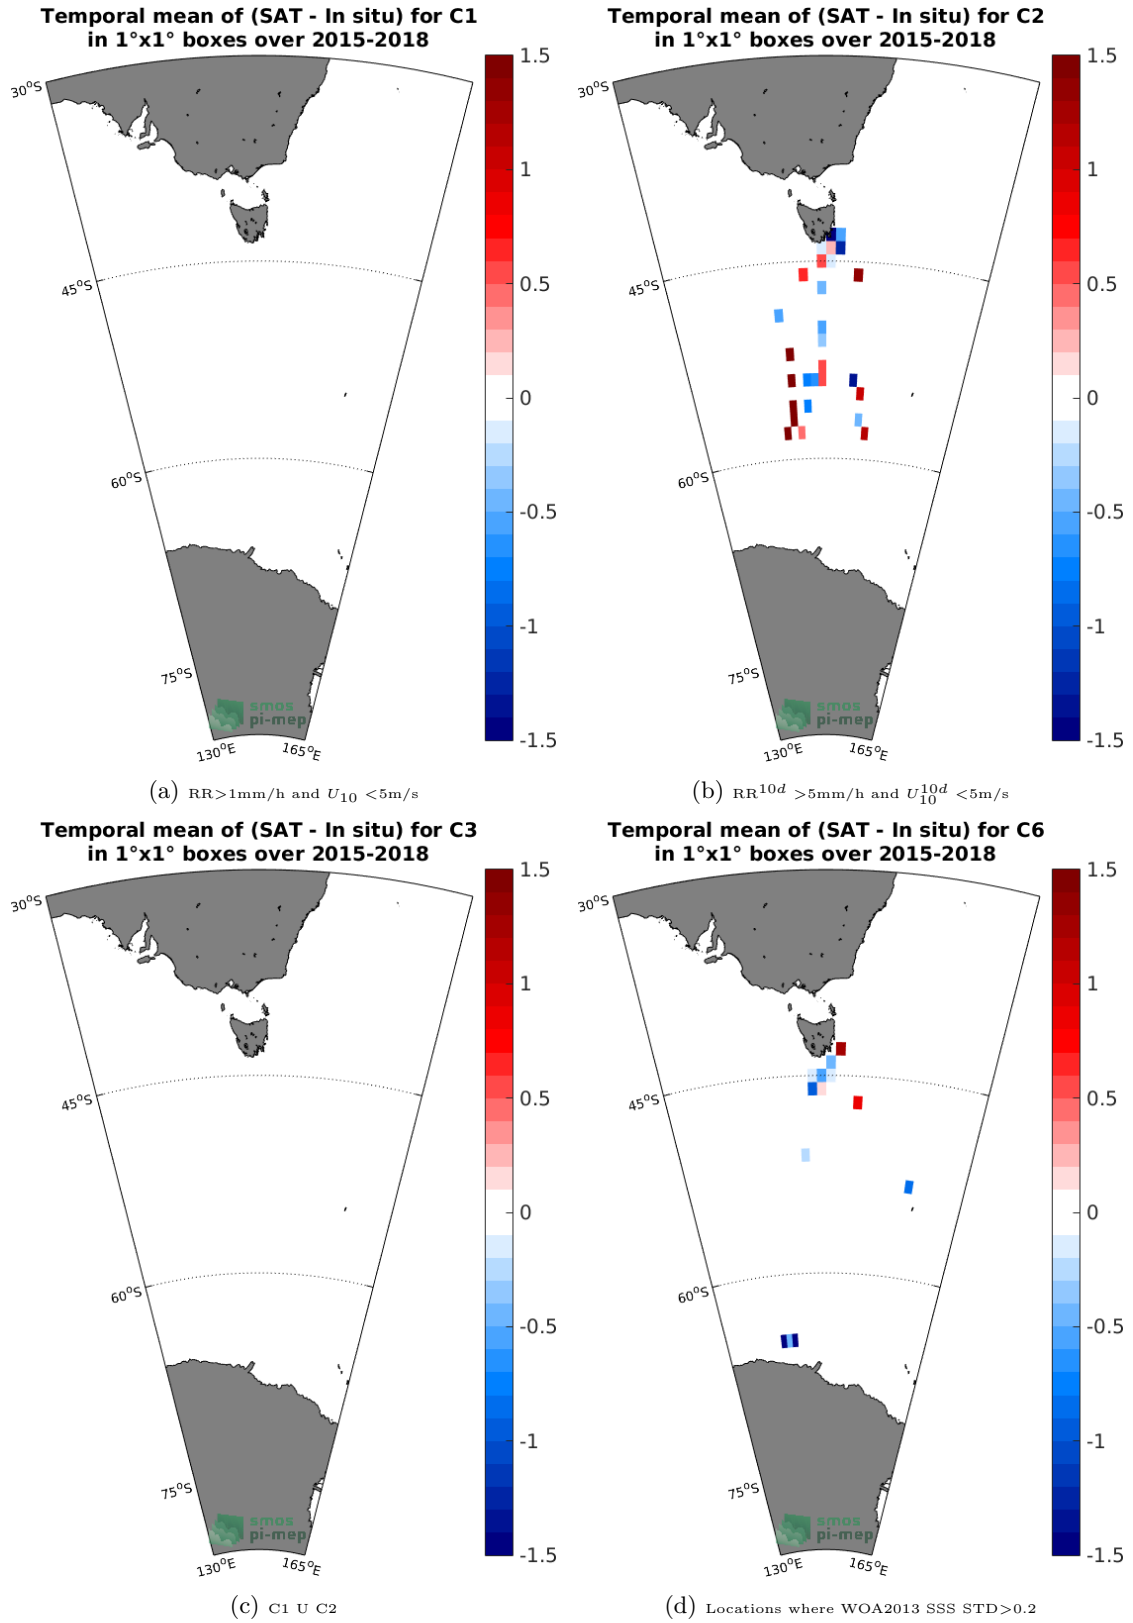 Temporal mean of (SAT - In situ) for C1
in 1°x1° boxes over 2015-2018
30°S
45°S
60°S
75°S
130°E
165°E
1.5
1
0.5
0
-0.5
-1
-1.5
smos
pi-mep
(a) RR>1mm/h and U10 <5m/s
Temporal mean of (SAT - In situ) for C2
in 1°x1° boxes over 2015-2018
30°S
45°S
60°S
75°S
130°E
165°E
1.5
1
0.5
0
-0.5
-1
-1.5
smos
pi-mep
(b) RR10d >5mm/h and U10d10 <5m/s
Temporal mean of (SAT - In situ) for C3
in 1°x1° boxes over 2015-2018
30°S
45°S
60°S
75°S
130°E
165°E
1.5
1
0.5
0
-0.5
-1
-1.5
smos
pi-mep
(c) C1 U C2
Temporal mean of (SAT - In situ) for C6
in 1°x1° boxes over 2015-2018
30°S
45°S
60°S
75°S
130°E
165°E
1.5
1
0.5
0
-0.5
-1
-1.5
smos
pi-mep
(d) Locations where WOA2013 SSS STD>0.2